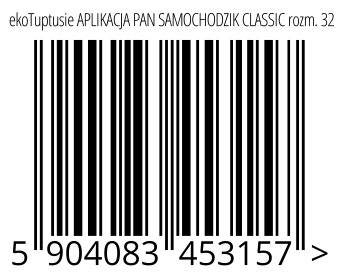 ekoTuptusie APLIKACJA PAN SAMOCHODZIK CLASSIC rozm. 32
5 904083 453157 >